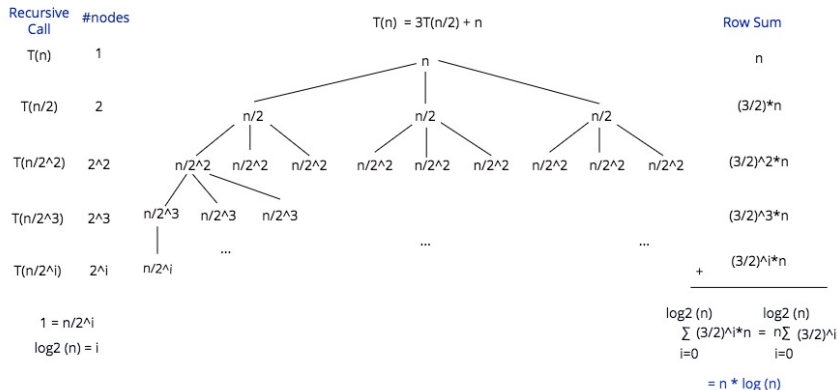 Recursive Call #nodes T(n) = 3T(n/2) + n Row Sum
T(n) 1 n n
T(n/2) 2 n/2 n/2 n/2 (3/2)*n
T(n/2^2) 2^2 n/2^2 n/2^2 n/2^2 n/2^2 n/2^2 n/2^2 n/2^2 n/2^2 n/2^2 (3/2)^2*n
T(n/2^3) 2^3 n/2^3 n/2^3 n/2^3 (3/2)^3*n
... ... ...
T(n/2^i) 2^i n/2^i + (3/2)^i*n
1 = n/2^i
log2 (n) = i
log2 (n) log2 (n)
∑ (3/2)^i*n = n∑ (3/2)^i
i=0 i=0
= n * log (n)